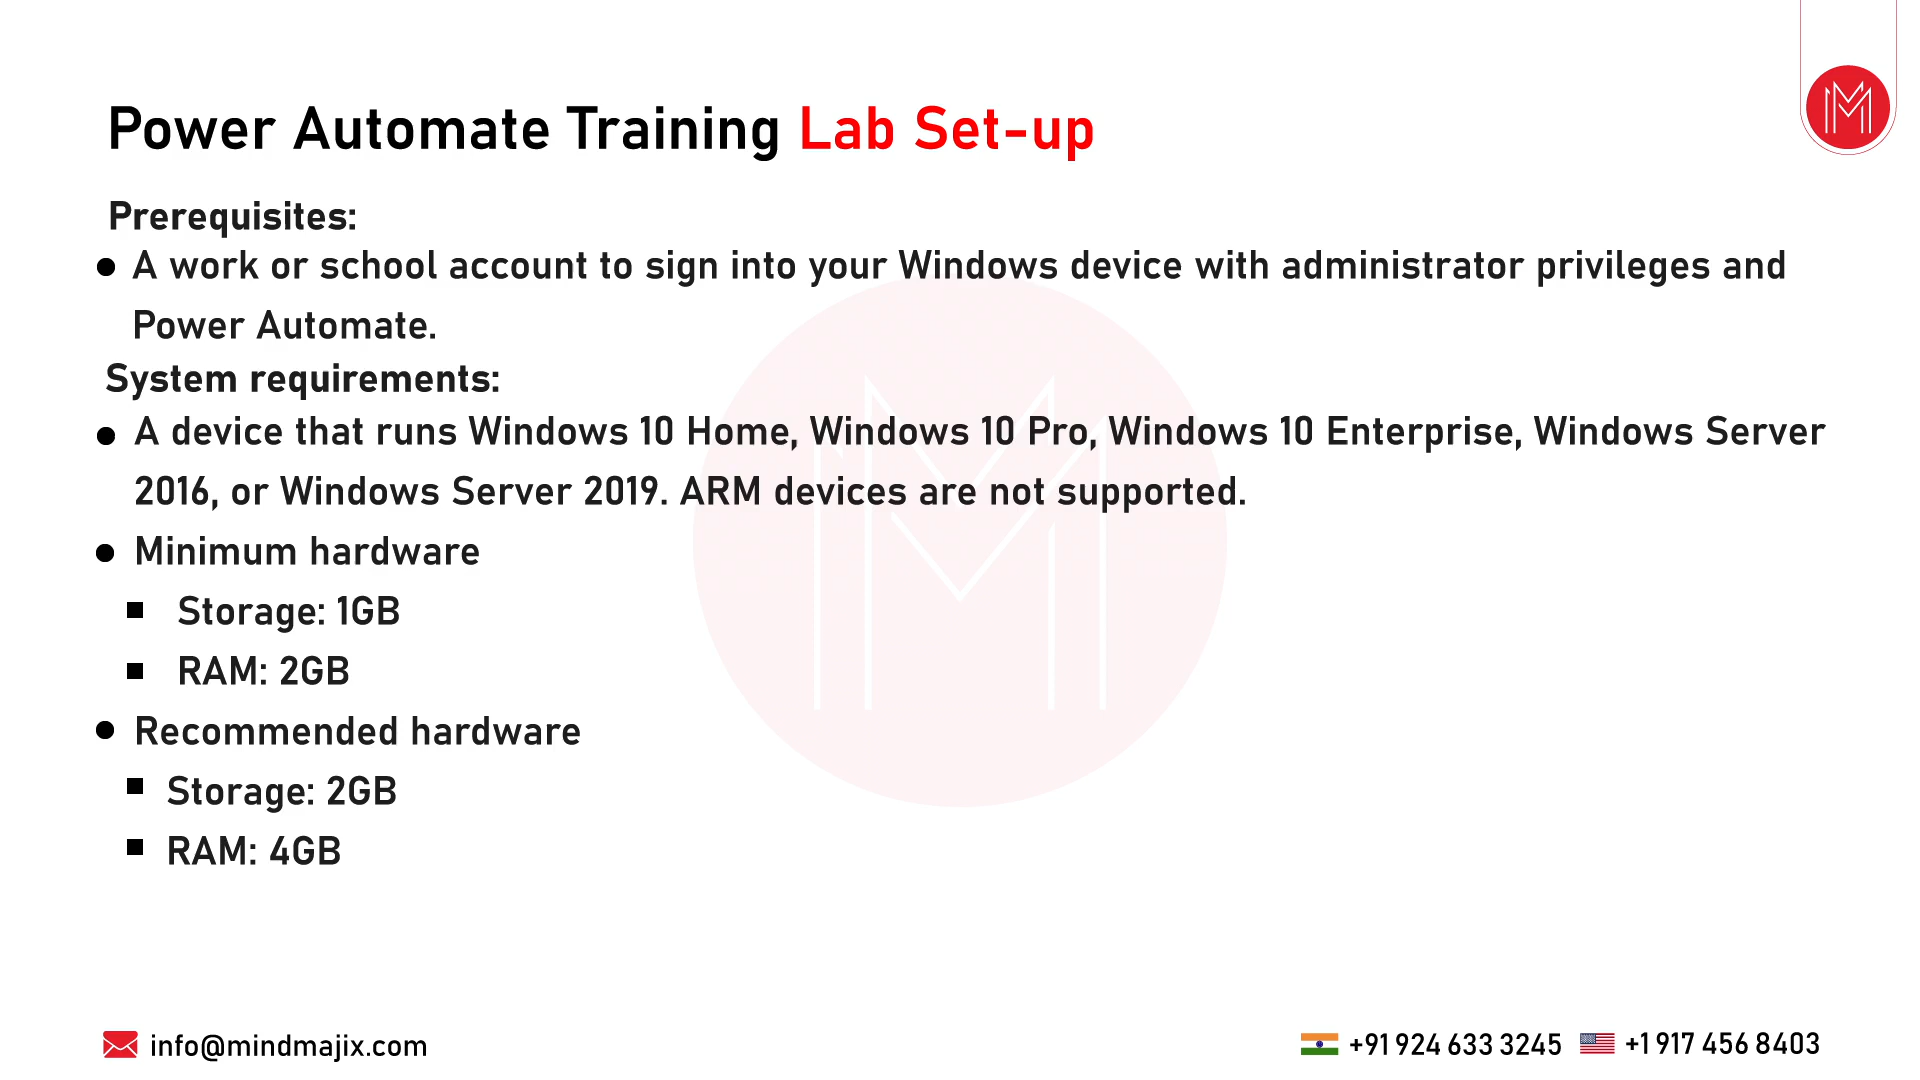 Power Automate Training Lab Set-up
Prerequisites:
● A work or school account to sign into your Windows device with administrator privileges and
Power Automate.
System requirements:
● A device that runs Windows 10 Home, Windows 10 Pro, Windows 10 Enterprise, Windows Server
2016, or Windows Server 2019. ARM devices are not supported.
● Minimum hardware
▪ Storage: 1GB
▪ RAM: 2GB
● Recommended hardware
▪ Storage: 2GB
▪ RAM: 4GB
info@mindmajix.com
+91 924 633 3245
+1 917 456 8403